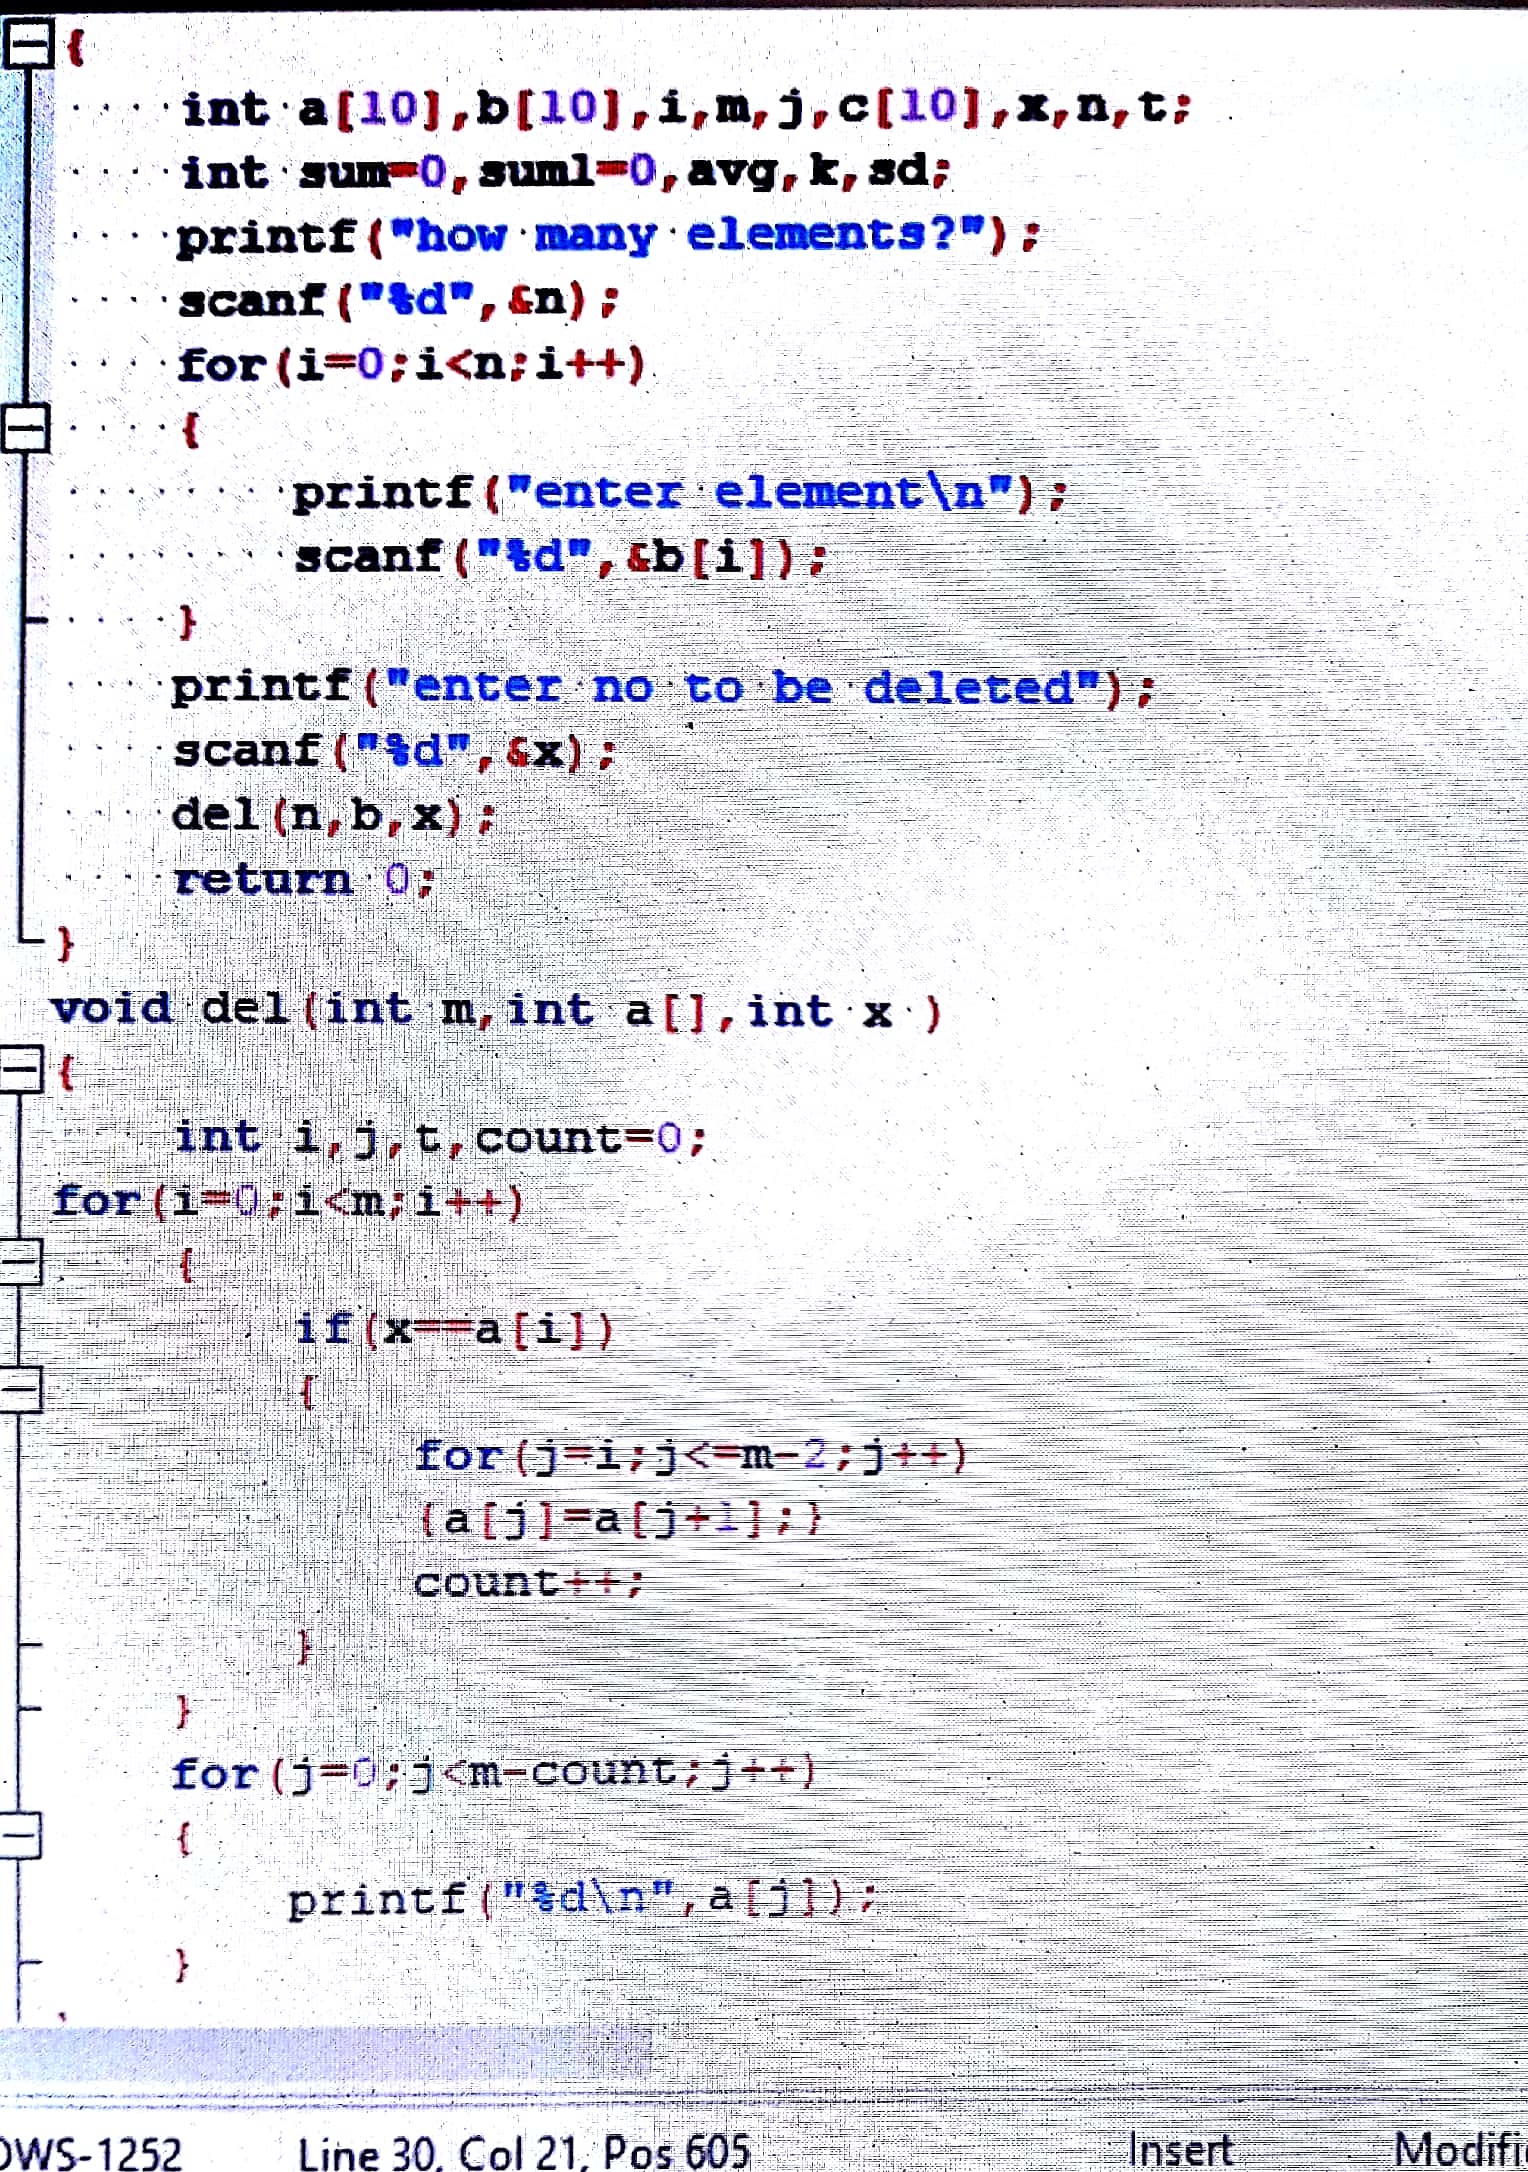 {
int a[10],b[10],i,m,j,c[10],x,n,t;
int sum=0,sum1=0,avg,k,sd;
printf("how many elements?");
scanf("%d",&n);
for(i=0;i<n;i++)
{
printf("enter element\n");
scanf("%d",&b[i]);
}
printf("enter no to be deleted");
scanf("%d",&x);
del(n,b,x);
return 0;
}
void del(int m,int a[],int x )
{
int i,j,t,count=0;
for(i=0;i<m;i++)
{
if(x==a[i])
{
for(j=i;j<=m-2;j++)
{a[j]=a[j+1];}
count++;
}
}
for(j=0;j<m-count;j++)
{
printf("%d\n",a[j]);
}
OWS-1252 Line 30, Col 21, Pos 605 Insert